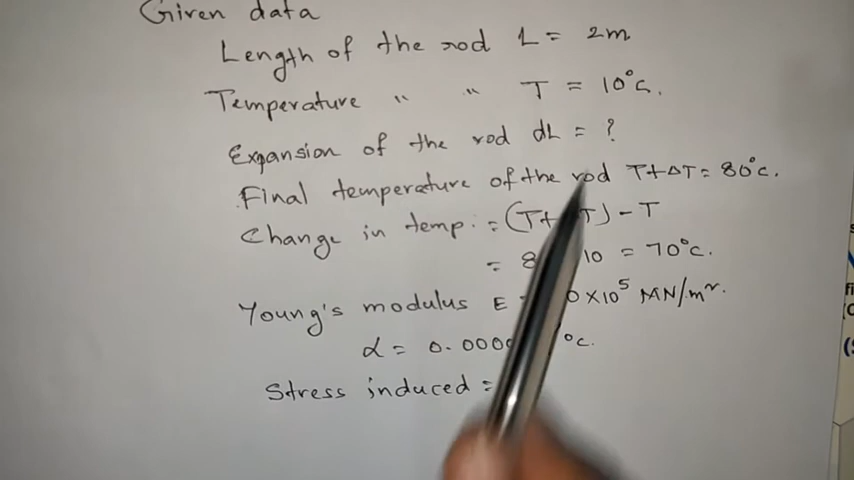 Given data
Length of the rod L = 2m
Temperature " " T = 10°c.
Expansion of the rod dL = ?
Final temperature of the rod T+ΔT = 80°c.
Change in temp. = (T+ T) - T
= 8 10 = 70°c.
Young's modulus E 0×10⁵ MN/m²
α = 0.000 °c.
Stress induced =